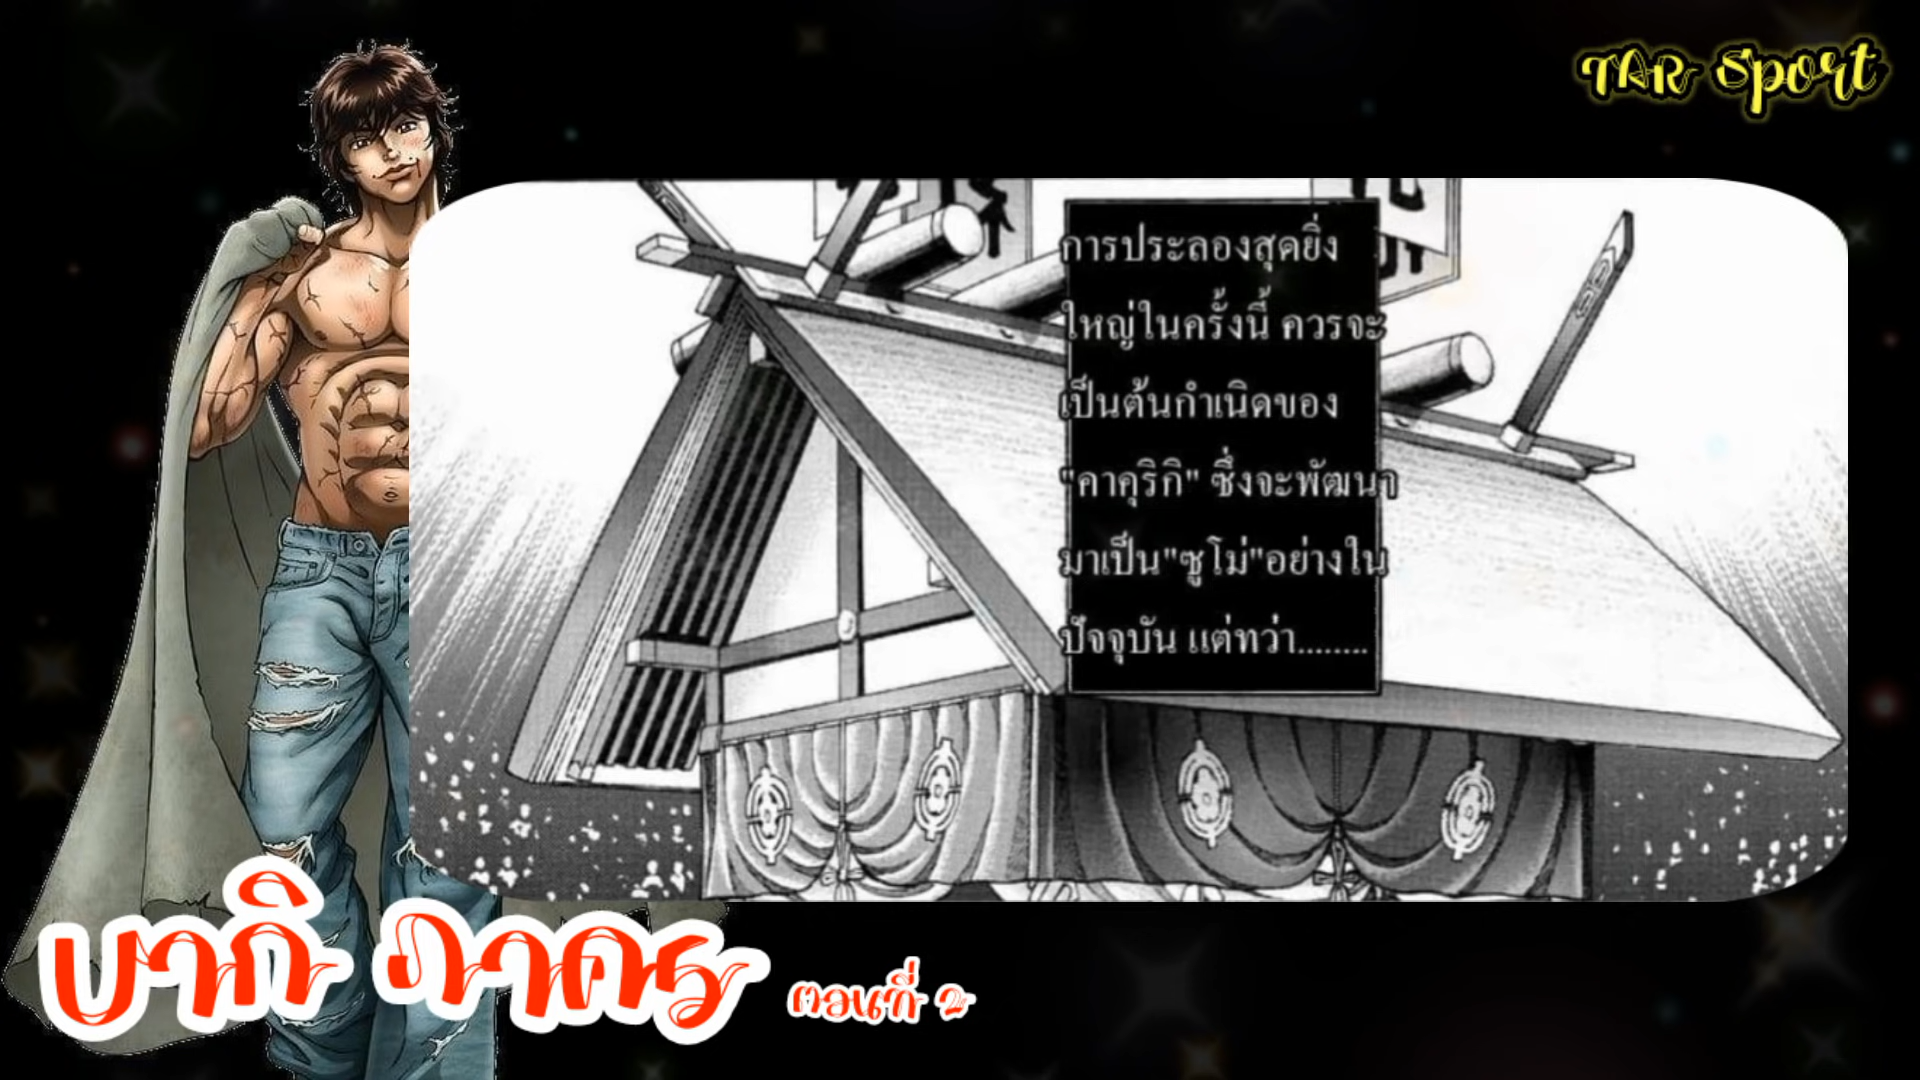 TAR Sport
การประลองสุดยิ่ง
ใหญ่ในครั้งนี้ ควรจะ
เป็นต้นกำเนิดของ
"คาคุริกิ" ซึ่งจะพัฒนา
มาเป็น"ซูโม่"อย่างใน
ปัจจุบัน แต่ทว่า........
บากิ ภาค5
ตอนที่ 2